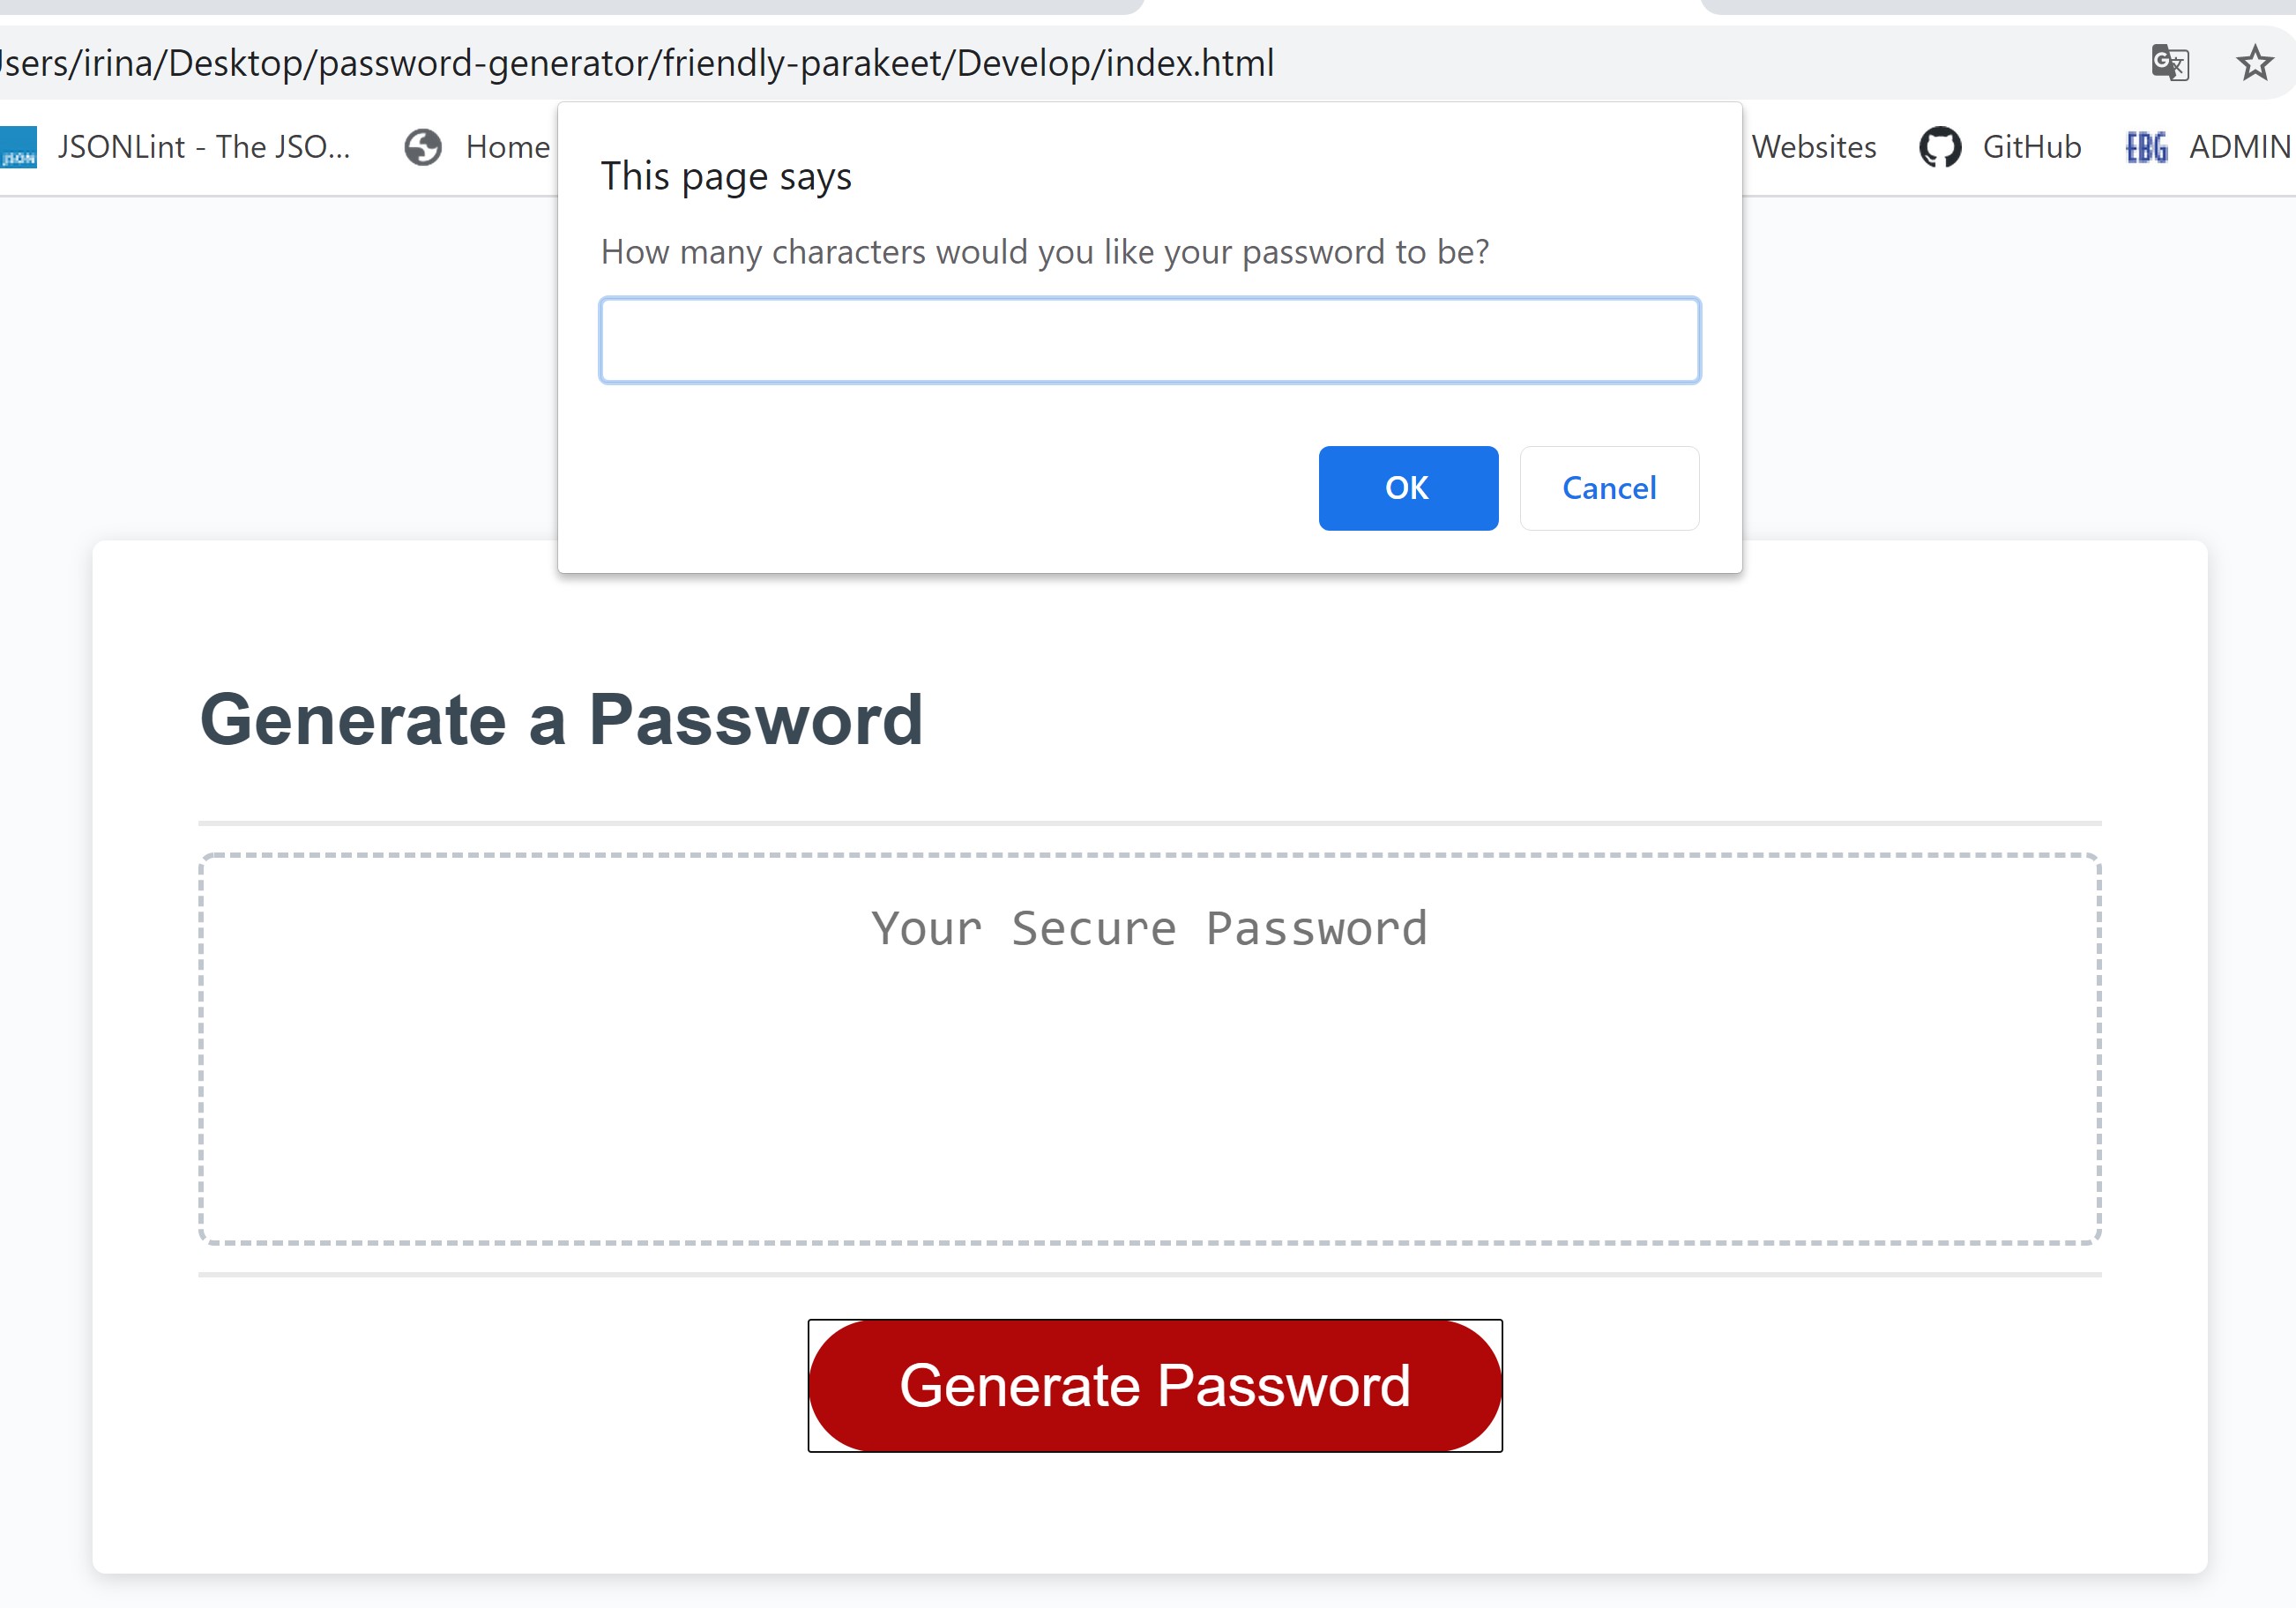 sers/irina/Desktop/password-generator/friendly-parakeet/Develop/index.html
JSON JSONLint - The JSO... Home Websites GitHub EBG ADMIN
This page says
How many characters would you like your password to be?
OK Cancel
Generate a Password
Your Secure Password
Generate Password